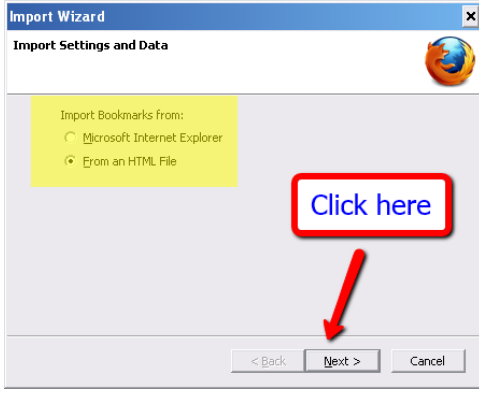 Import Wizard
Import Settings and Data
Import Bookmarks from:
Microsoft Internet Explorer
From an HTML File
Click here
< Back Next > Cancel